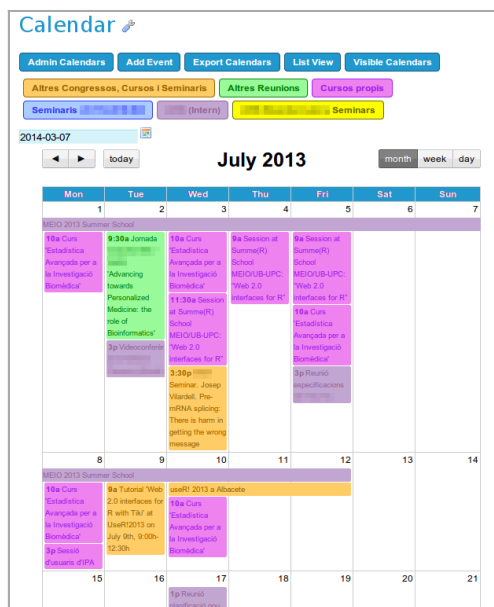 Calendar
Admin Calendars Add Event Export Calendars List View Visible Calendars
Altres Congressos, Cursos i Seminaris Altres Reunions Cursos propis
Seminaris (Intern) Seminars
2014-03-07
today July 2013 month week day
Mon Tue Wed Thu Fri Sat Sun
1 2 3 4 5 6 7
MEIO 2013 Summer School
10a Curs
'Estadística
Avançada per a
la Investigació
Biomèdica'
9:30a Jornada
'Advancing
towards
Personalized
Medicine: the
role of
Bioinformatics'
3p Videoconferè
10a Curs
'Estadística
Avançada per a
la Investigació
Biomèdica'
11:30a Session
at Summe(R)
School
MEIO/UB-UPC:
"Web 2.0
interfaces for R"
3:30p
Seminar. Josep
Vilardell. Pre-
mRNA splicing:
There is harm in
getting the wrong
message
9a Session at
Summe(R)
School
MEIO/UB-UPC:
"Web 2.0
interfaces for R"
9a Session at
Summe(R)
School
MEIO/UB-UPC:
"Web 2.0
interfaces for R"
10a Curs
'Estadística
Avançada per a
la Investigació
Biomèdica'
3p Reunió
especificacions
8 9 10 11 12 13 14
MEIO 2013 Summer School
10a Curs
'Estadística
Avançada per a
la Investigació
Biomèdica'
3p Sessió
d'usuaris d'IPA
9a Tutorial 'Web
2.0 interfaces for
R with Tiki' at
UseR!2013 on
July 9th, 9:00h-
12:30h
useR! 2013 a Albacete
10a Curs
'Estadística
Avançada per a
la Investigació
Biomèdica'
15 16 17 18 19 20 21
1p Reunió
planificació nou